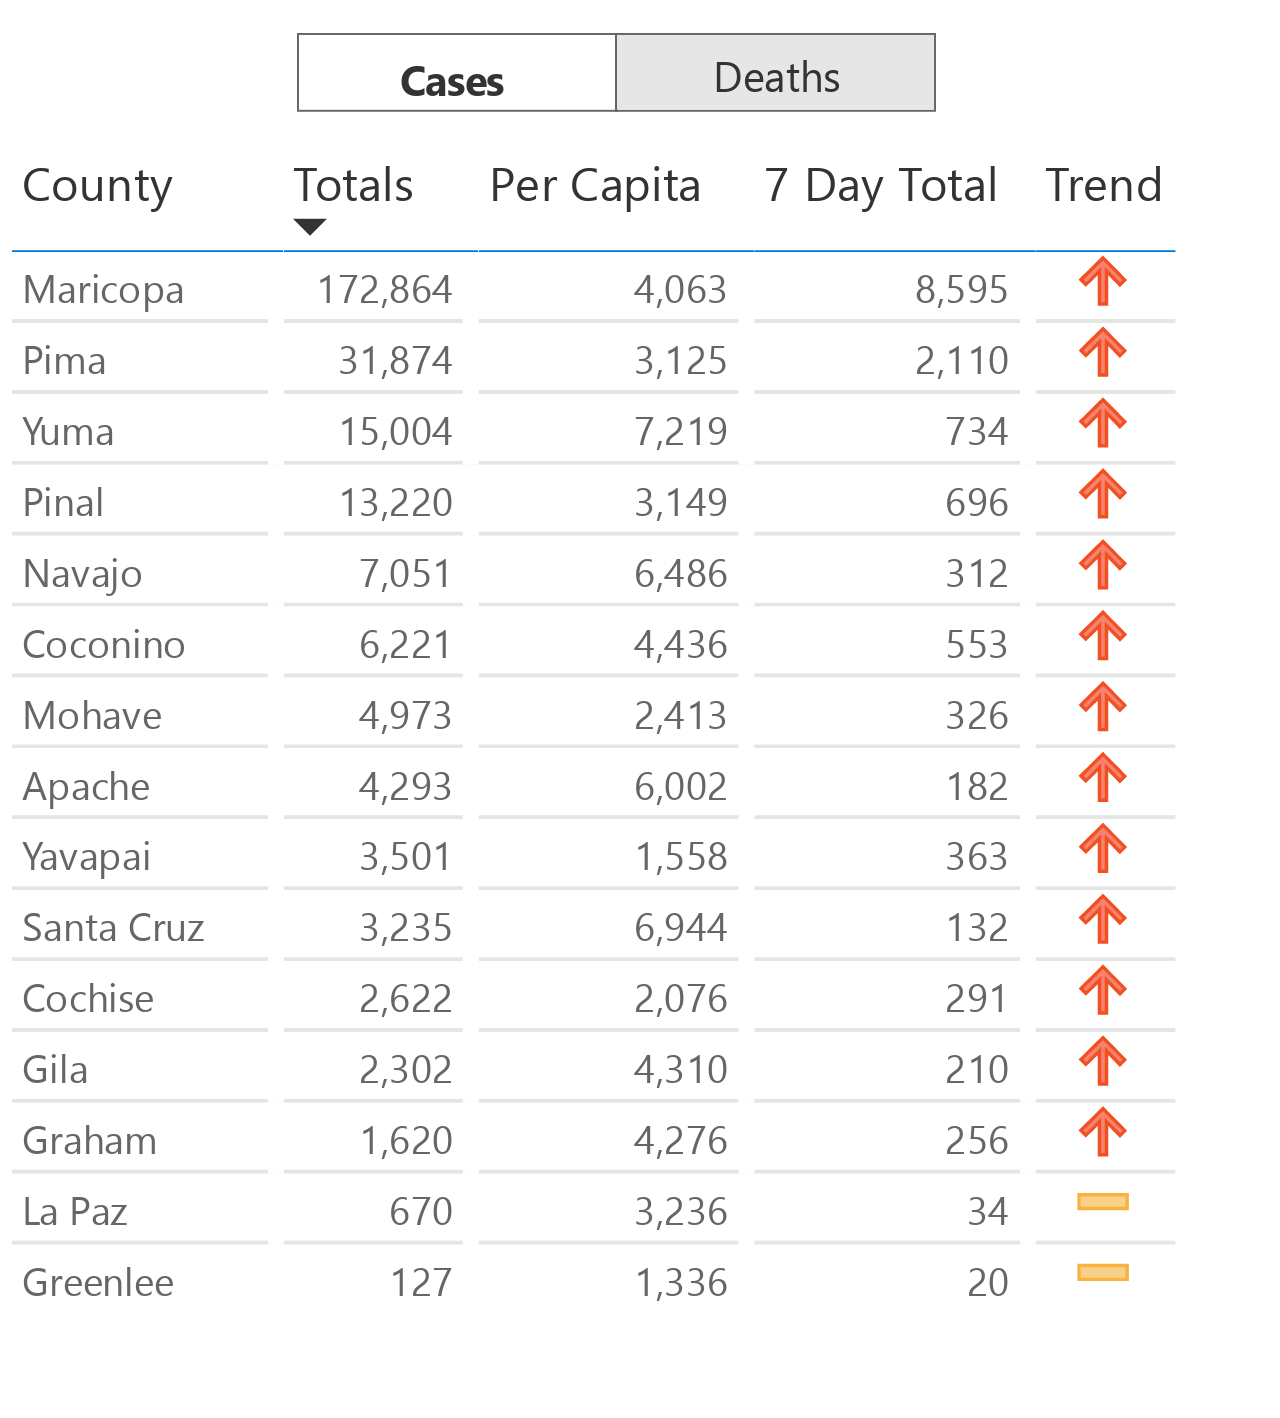 Cases Deaths
County Totals Per Capita 7 Day Total Trend
Maricopa 172,864 4,063 8,595
Pima 31,874 3,125 2,110
Yuma 15,004 7,219 734
Pinal 13,220 3,149 696
Navajo 7,051 6,486 312
Coconino 6,221 4,436 553
Mohave 4,973 2,413 326
Apache 4,293 6,002 182
Yavapai 3,501 1,558 363
Santa Cruz 3,235 6,944 132
Cochise 2,622 2,076 291
Gila 2,302 4,310 210
Graham 1,620 4,276 256
La Paz 670 3,236 34
Greenlee 127 1,336 20